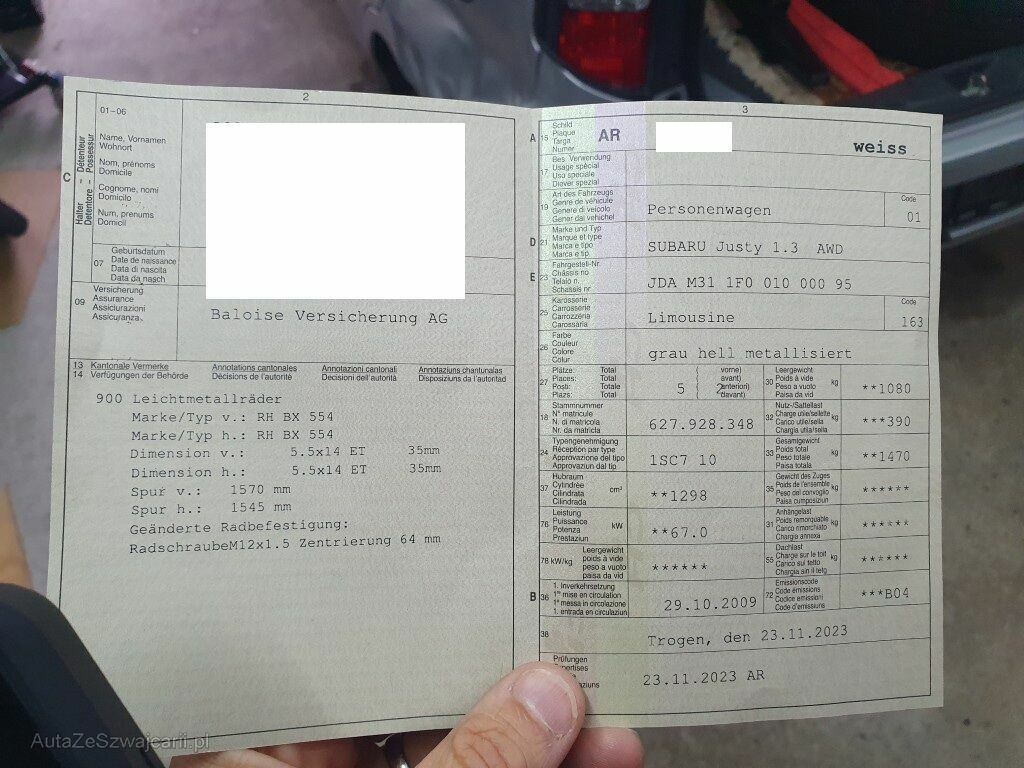 2
01-06
Name, Vornamen
Wohnort
Nom, prénoms
Domicile
Cognome, nomi
Domicilio
Num, prenums
Domicil
C
Halter - Détenteur
Detentore - Possessur
07
Geburtsdatum
Date de naissance
Data di nascita
Data da nasch
09
Versicherung
Assurance
Assicurazioni
Assicuranza
Baloise Versicherung AG
13 Kantonale Vermerke Annotations cantonales Annotazioni cantonali Annotaziuns chantunalas
14 Verfügungen der Behörde Décisions de l'autorité Decisioni dell'autorità Disposiziuns da l'autoritad
900 Leichtmetallräder
Marke/Typ v.: RH BX 554
Marke/Typ h.: RH BX 554
Dimension v.: 5.5x14 ET 35mm
Dimension h.: 5.5x14 ET 35mm
Spur v.: 1570 mm
Spur h.: 1545 mm
Geänderte Radbefestigung:
RadschraubeM12x1.5 Zentrierung 64 mm
3
A 15
Schild
Plaque
Targa
Numer
AR
weiss
17
Bes. Verwendung
Usage spécial
Uso speciale
Diever spezial
19
Art des Fahrzeugs
Genre de véhicule
Genere di veicolo
Gener dal vehichel
Personenwagen
Code
01
D 21
Marke und Typ
Marque et type
Marca e tipo
Marca e tip.
SUBARU Justy 1.3 AWD
E 23
Fahrgestell-Nr.
Châssis no
Telaio n.
Schassis nr
JDA M31 1F0 010 000 95
25
Karosserie
Carrosserie
Carrozzeria
Carossaria
Limousine
Code
163
26
Farbe
Couleur
Colore
Colur
grau hell metallisiert
27
Plätze: Total
Places: Total
Posti: Totale
Plazs: Total
5
(vorne)
avant)
anteriori)
davant)
30
Leergewicht
Poids à vide
Peso a vuoto
Paisa da vid
kg
**1080
18
Stammnummer
N° matricule
N. di matricola
Nr. da matricla
627.928.348
32
Nutz-/Sattellast
Charge utile/sellette
Carico utile/sella
Chargia utila/sella
kg
***390
24
Typengenehmigung
Réception par type
Approvazione del tipo
Approvaziun dal tip
1SC7 10
33
Gesamtgewicht
Poids total
Peso totale
Paisa totala
kg
**1470
37
Hubraum
Cylindrée
Cilindrata
Cilindrada
cm³
**1298
35
Gewicht des Zuges
Poids de l'ensemble
Peso del convoglio
Paisa cumposiziun
kg
******
76
Leistung
Puissance
Potenza
Prestaziun
kW
**67.0
31
Anhängelast
Poids remorquable
Carico rimorchiato
Chargia annexa
kg
******
78 kW/kg
Leergewicht
poids à vide
peso a vuoto
paisa da vid
******
55
Dachlast
Charge sur le toit
Carico sul tetto
Chargia sin il tetg
kg
******
B 36
1. Inverkehrsetzung
1re mise en circulation
1a messa in circolazione
1. entrada en circulaziun
29.10.2009
72
Emissionscode
Code émissions
Codice emissioni
Code d'emissiuns
***B04
38
Trogen, den 23.11.2023
Prüfungen
Expertises
aziuns
23.11.2023 AR
AutaZeSzwajcarii.pl